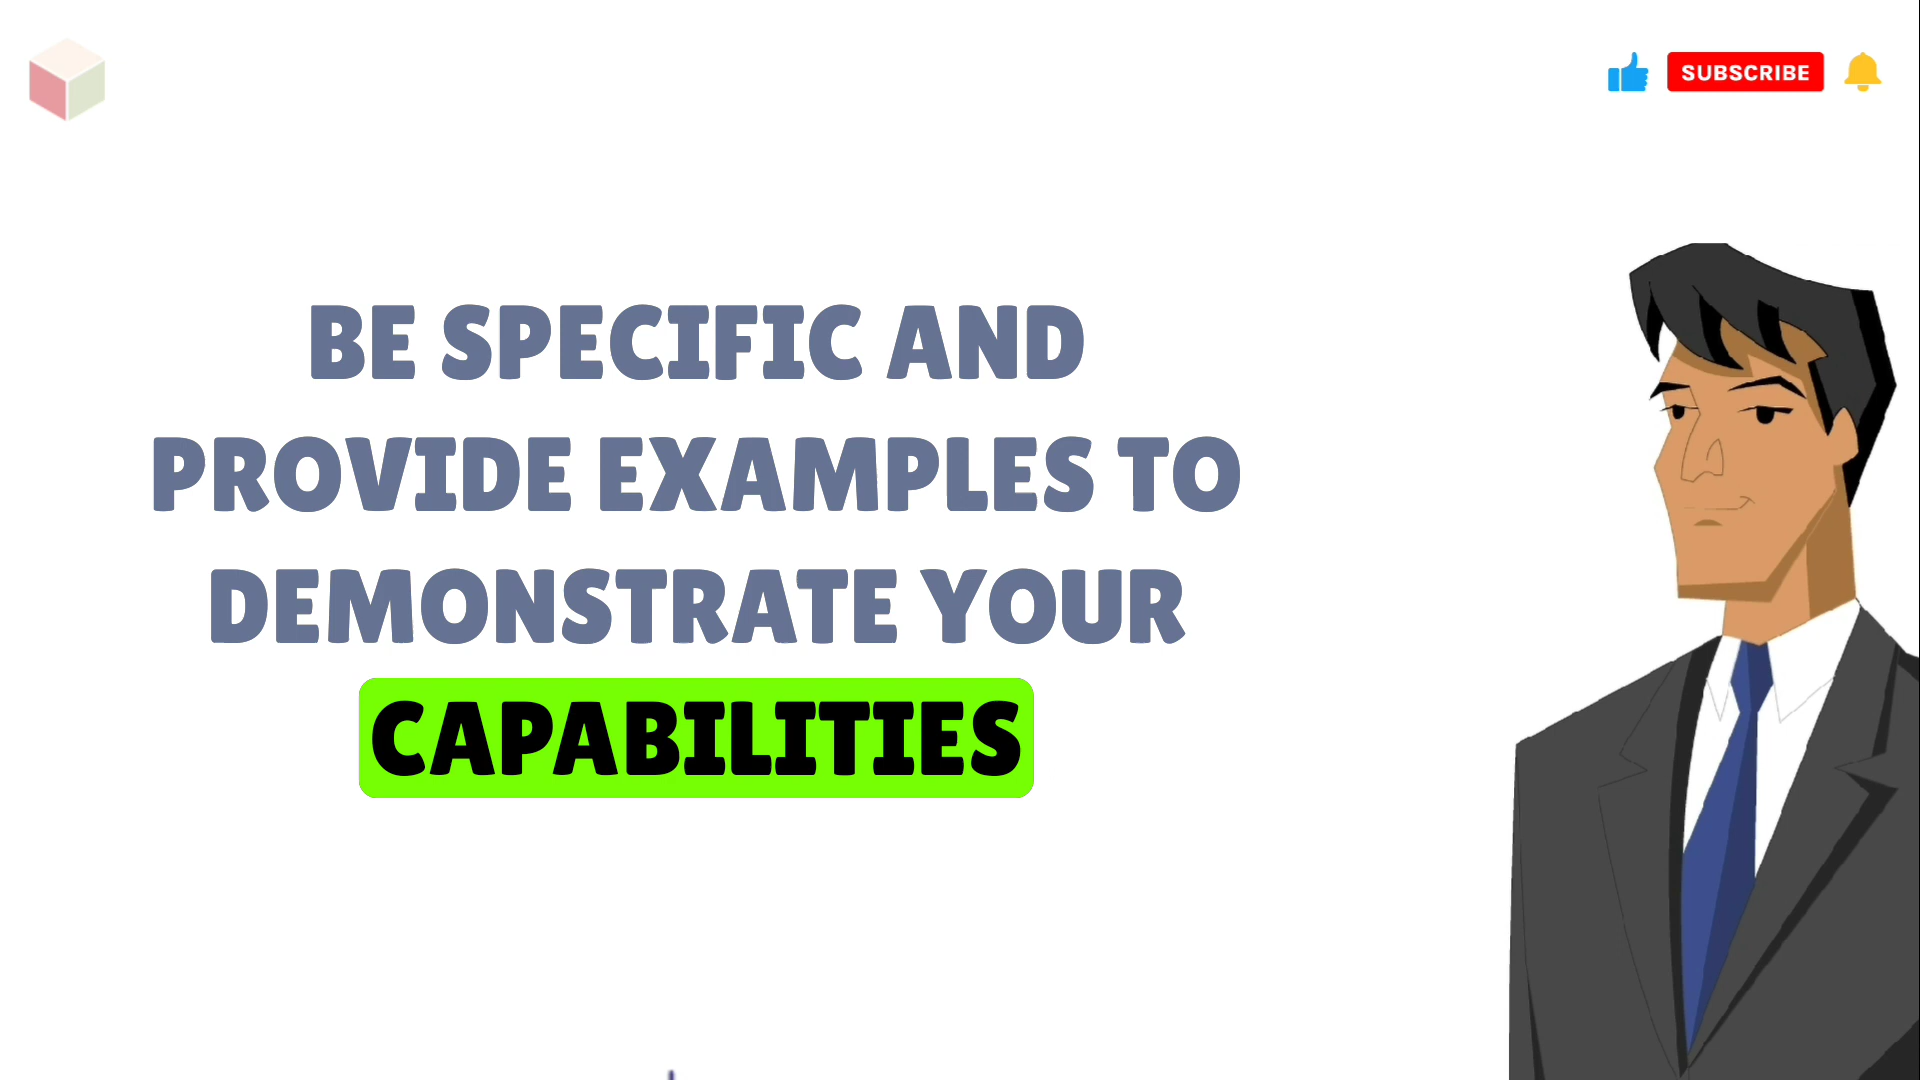 SUBSCRIBE
BE SPECIFIC AND
PROVIDE EXAMPLES TO
DEMONSTRATE YOUR
CAPABILITIES